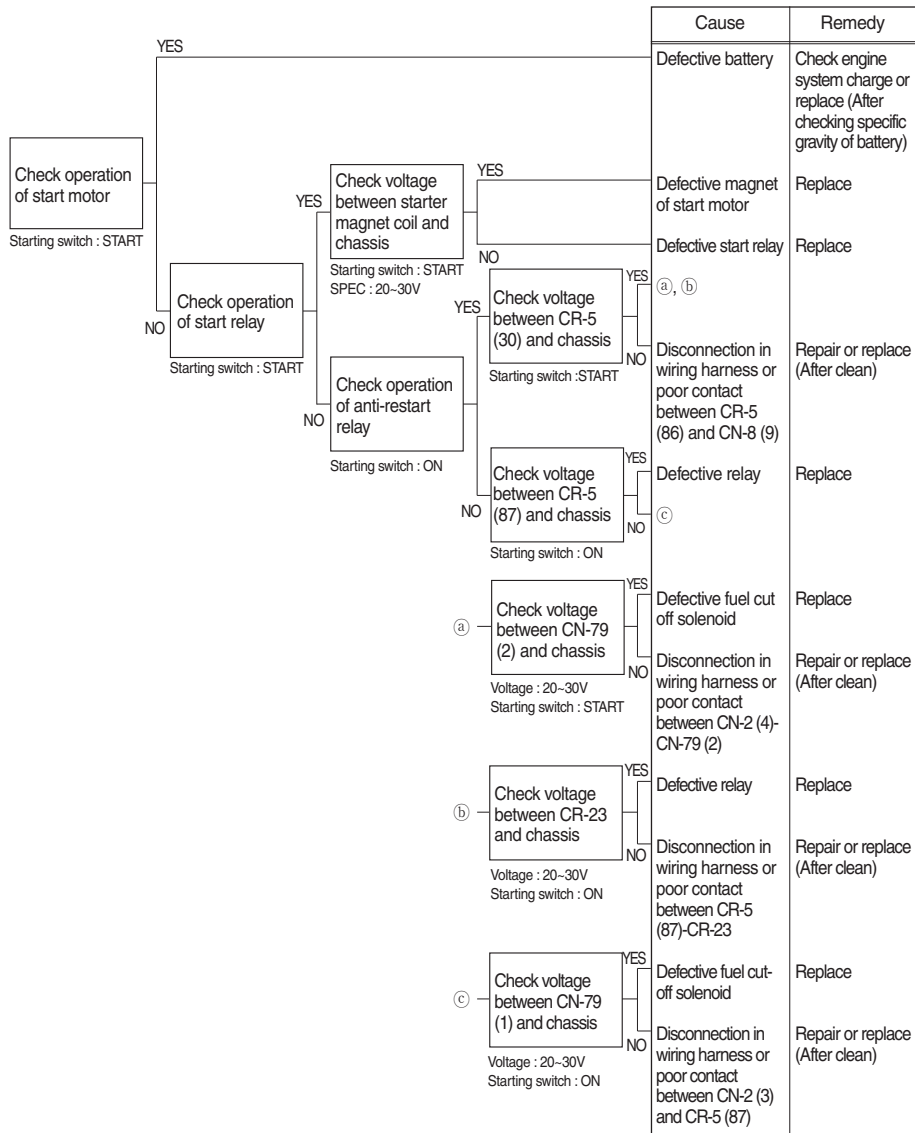 Cause
Remedy
YES
Defective battery
Check engine
system charge or
replace (After
checking specific
gravity of battery)
Check operation
of start motor
Starting switch : START
YES
Check voltage
between starter
magnet coil and
chassis
Starting switch : START
SPEC : 20~30V
YES
Defective magnet
of start motor
Replace
NO
Defective start relay
Replace
NO
Check operation
of start relay
Starting switch : START
YES
Check voltage
between CR-5
(30) and chassis
Starting switch :START
YES
ⓐ, ⓑ
NO
Disconnection in
wiring harness or
poor contact
between CR-5
(86) and CN-8 (9)
Repair or replace
(After clean)
NO
Check operation
of anti-restart
relay
Starting switch : ON
NO
Check voltage
between CR-5
(87) and chassis
Starting switch : ON
YES
Defective relay
Replace
NO
ⓒ
ⓐ
Check voltage
between CN-79
(2) and chassis
Voltage : 20~30V
Starting switch : START
YES
Defective fuel cut
off solenoid
Replace
NO
Disconnection in
wiring harness or
poor contact
between CN-2 (4)-
CN-79 (2)
Repair or replace
(After clean)
ⓑ
Check voltage
between CR-23
and chassis
Voltage : 20~30V
Starting switch : ON
YES
Defective relay
Replace
NO
Disconnection in
wiring harness or
poor contact
between CR-5
(87)-CR-23
Repair or replace
(After clean)
ⓒ
Check voltage
between CN-79
(1) and chassis
Voltage : 20~30V
Starting switch : ON
YES
Defective fuel cut-
off solenoid
Replace
NO
Disconnection in
wiring harness or
poor contact
between CN-2 (3)
and CR-5 (87)
Repair or replace
(After clean)